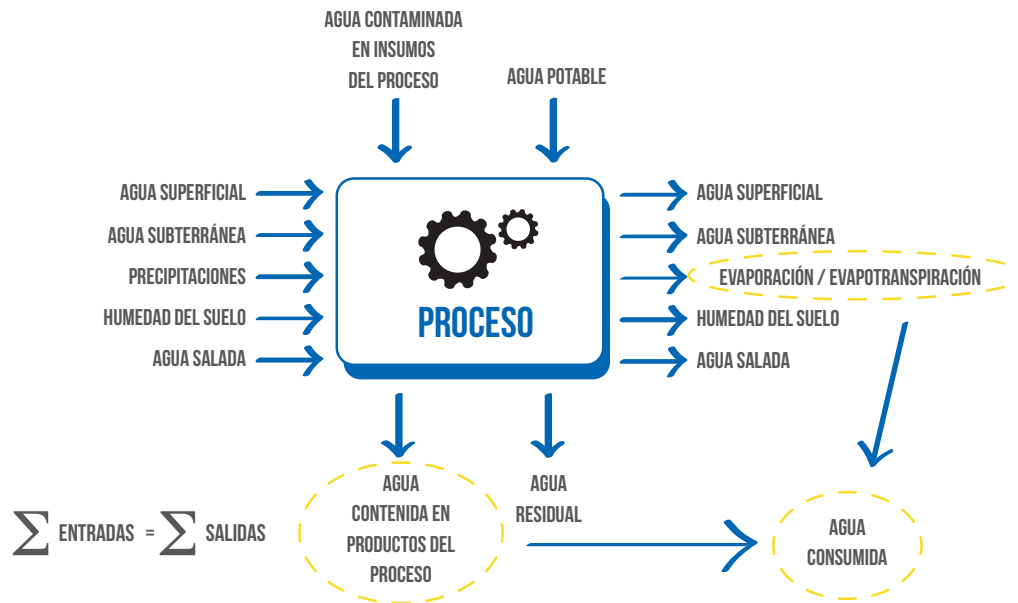 AGUA CONTAMINADA
EN INSUMOS
DEL PROCESO
AGUA POTABLE
AGUA SUPERFICIAL
AGUA SUBTERRÁNEA
PRECIPITACIONES
HUMEDAD DEL SUELO
AGUA SALADA
PROCESO
AGUA SUPERFICIAL
AGUA SUBTERRÁNEA
EVAPORACIÓN / EVAPOTRANSPIRACIÓN
HUMEDAD DEL SUELO
AGUA SALADA
∑ ENTRADAS = ∑ SALIDAS
AGUA
CONTENIDA EN
PRODUCTOS DEL
PROCESO
AGUA
RESIDUAL
AGUA
CONSUMIDA